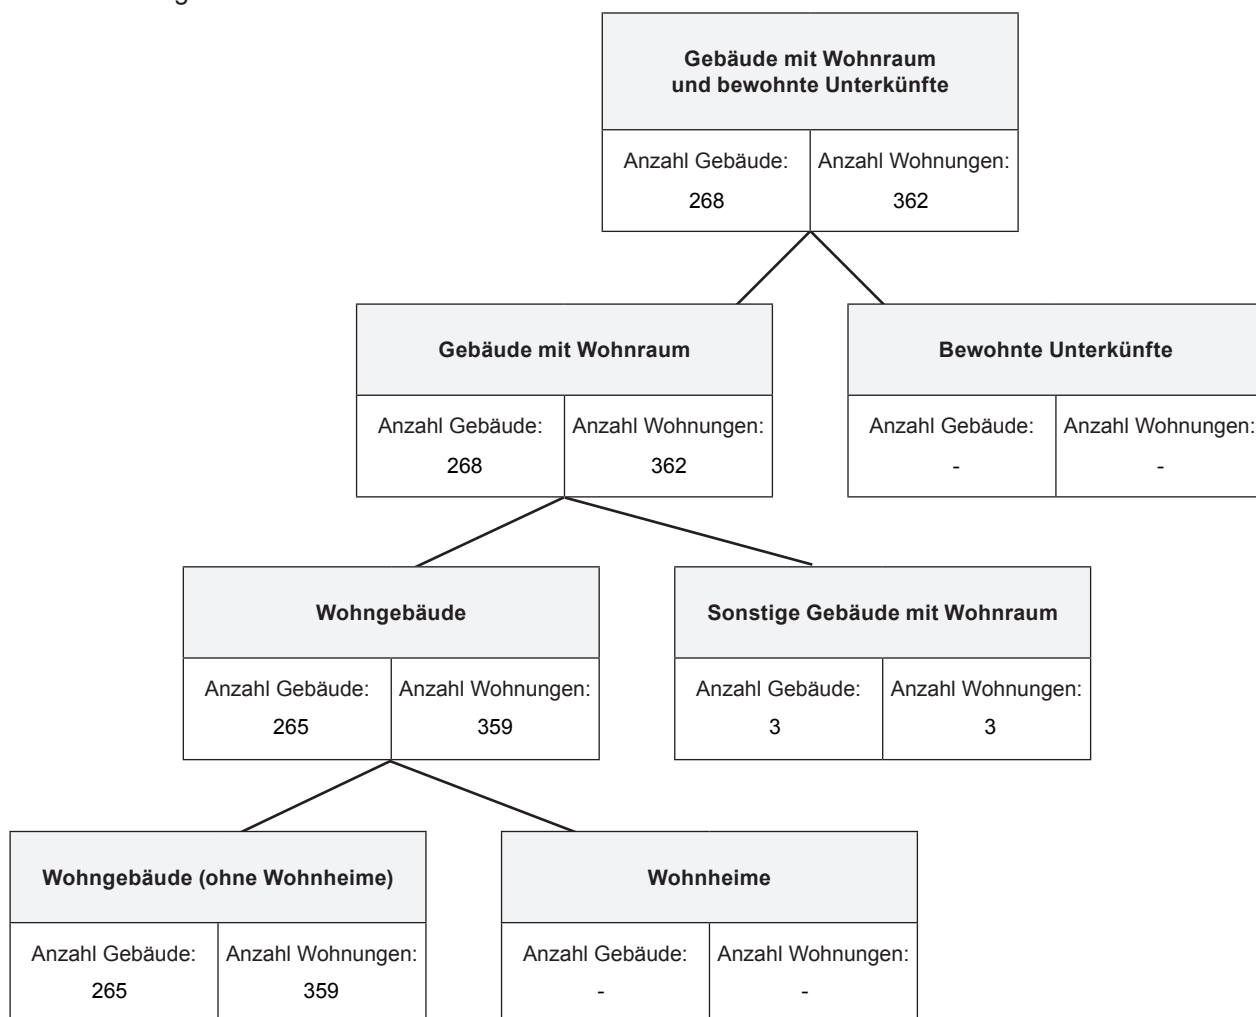 Gebäude mit Wohnraum
und bewohnte Unterkünfte
Anzahl Gebäude: Anzahl Wohnungen:
268 362
Gebäude mit Wohnraum Bewohnte Unterkünfte
Anzahl Gebäude: Anzahl Wohnungen: Anzahl Gebäude: Anzahl Wohnungen:
268 362 - -
Wohngebäude Sonstige Gebäude mit Wohnraum
Anzahl Gebäude: Anzahl Wohnungen: Anzahl Gebäude: Anzahl Wohnungen:
265 359 3 3
Wohngebäude (ohne Wohnheime) Wohnheime
Anzahl Gebäude: Anzahl Wohnungen: Anzahl Gebäude: Anzahl Wohnungen:
265 359 - -